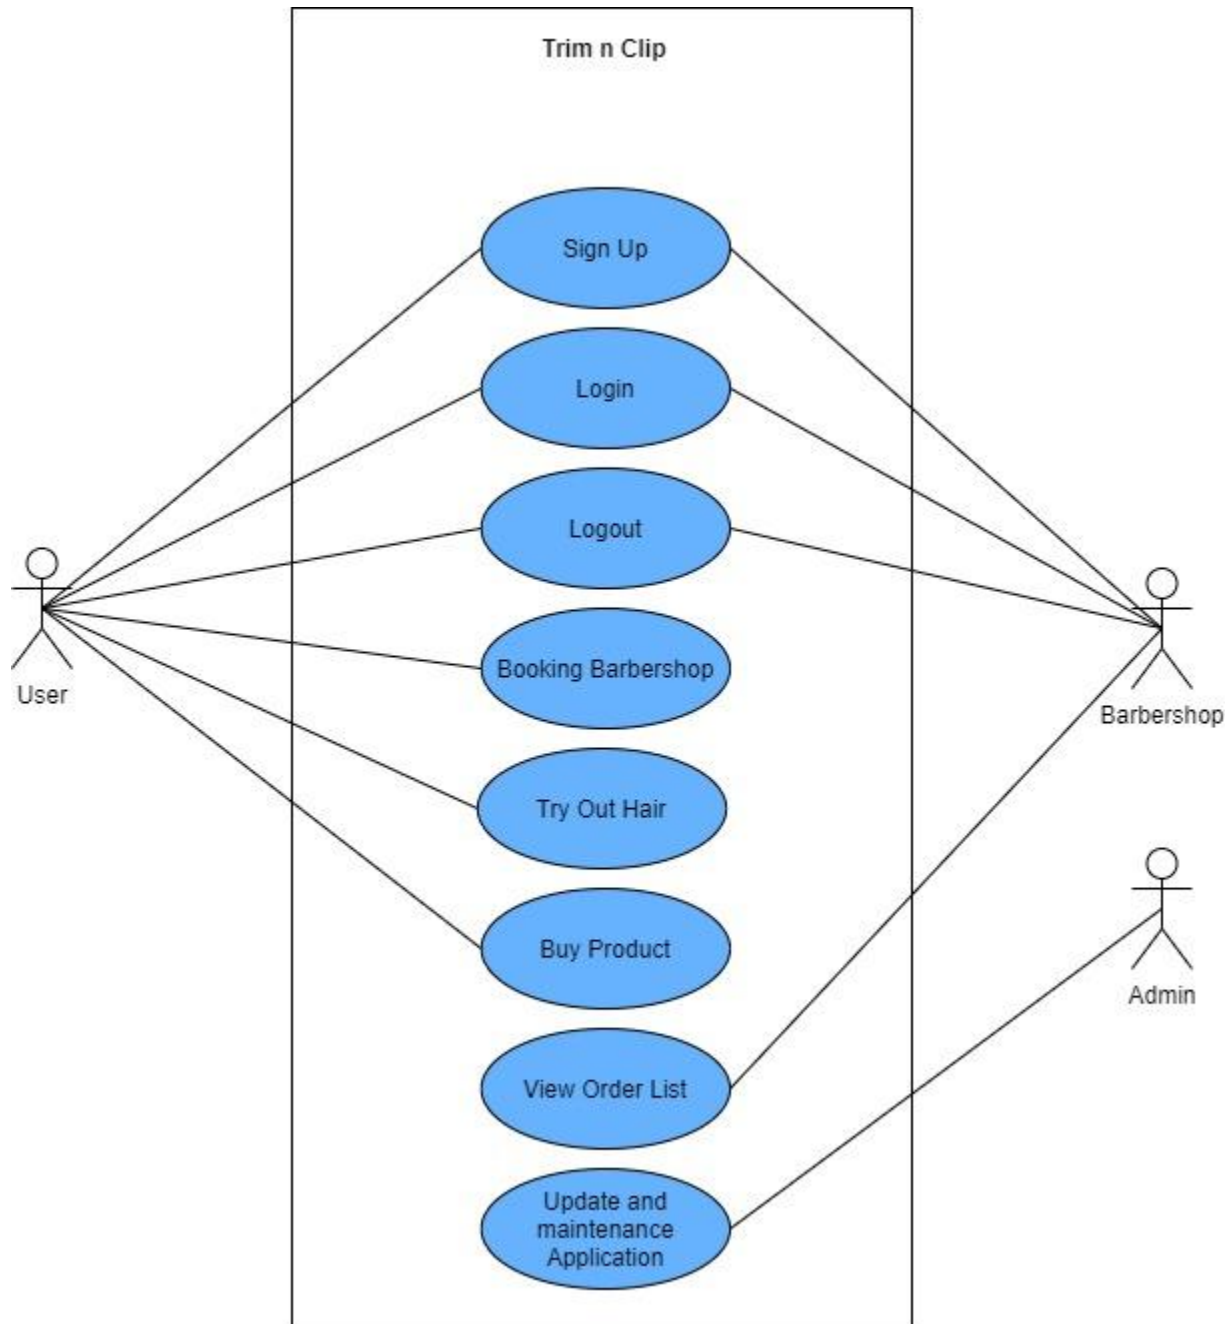 Trim n Clip
Sign Up
Login
Logout
User
Booking Barbershop
Barbershop
Try Out Hair
Buy Product
Admin
View Order List
Update and
maintenance
Application